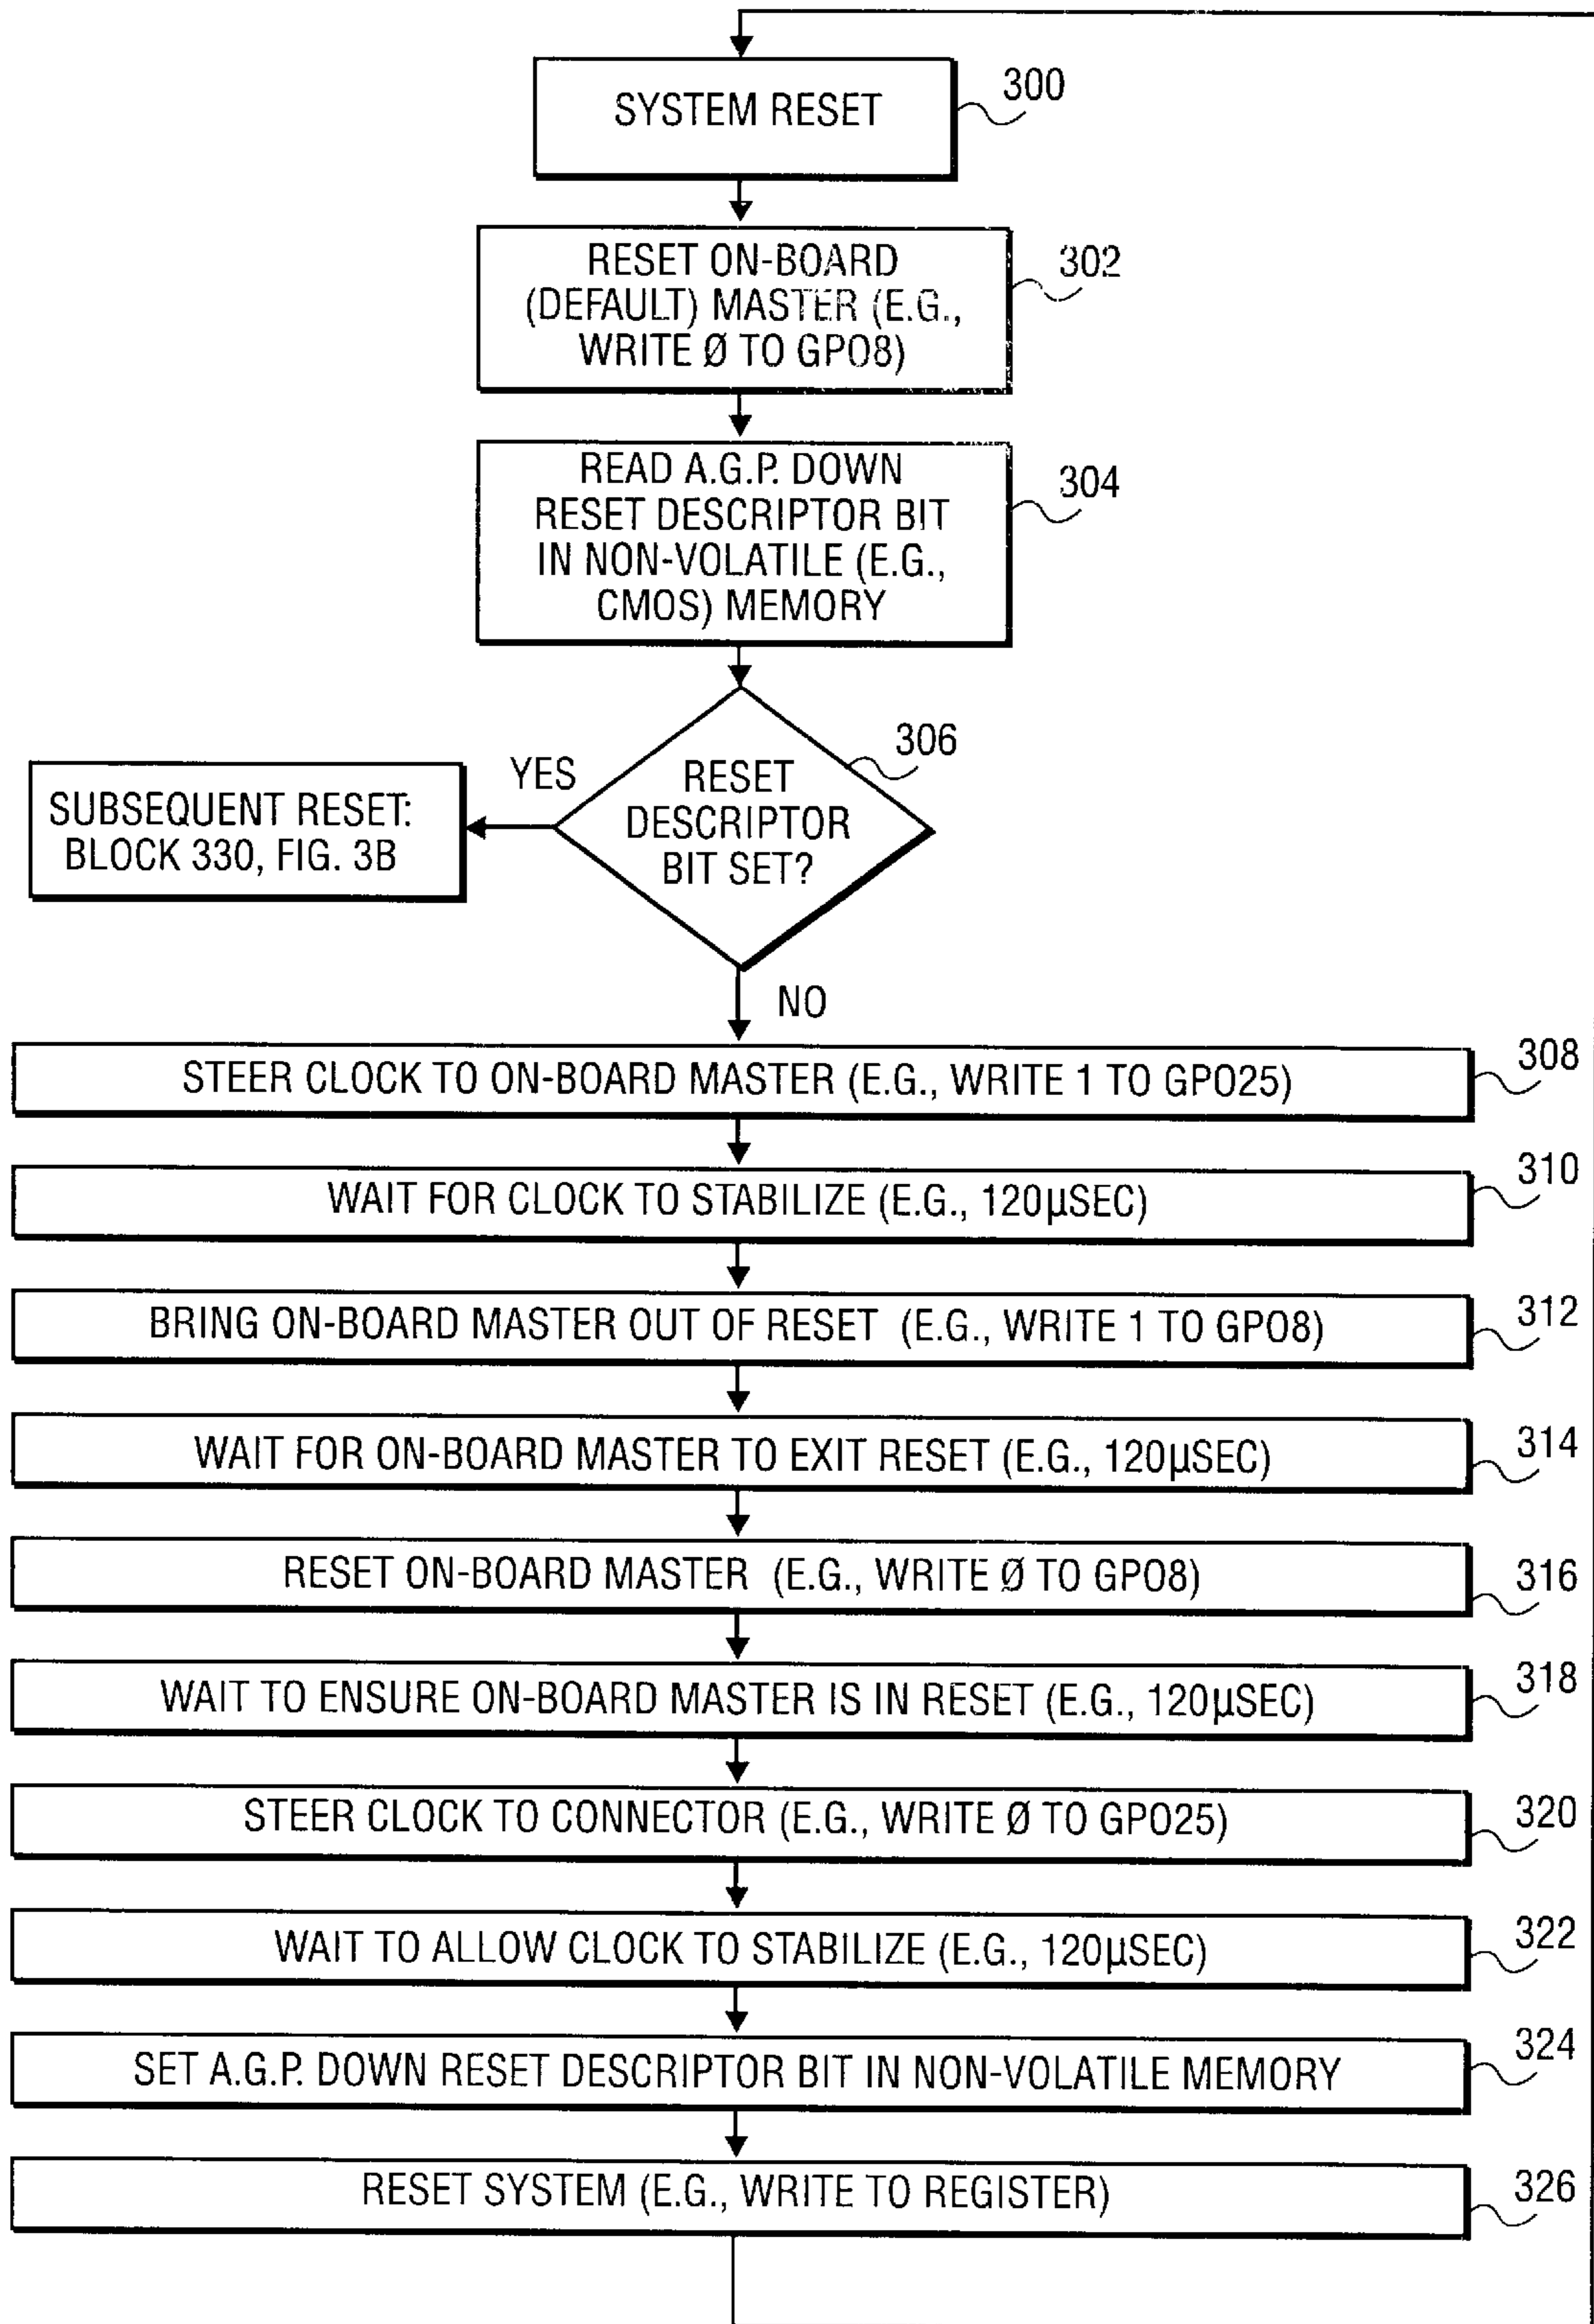 SYSTEM RESET
300
RESET ON-BOARD
(DEFAULT) MASTER (E.G.,
WRITE Ø TO GPO8)
302
READ A.G.P. DOWN
RESET DESCRIPTOR BIT
IN NON-VOLATILE (E.G.,
CMOS) MEMORY
304
306
YES
RESET
DESCRIPTOR
BIT SET?
SUBSEQUENT RESET:
BLOCK 330, FIG. 3B
NO
STEER CLOCK TO ON-BOARD MASTER (E.G., WRITE 1 TO GPO25)
308
WAIT FOR CLOCK TO STABILIZE (E.G., 120µSEC)
310
BRING ON-BOARD MASTER OUT OF RESET (E.G., WRITE 1 TO GPO8)
312
WAIT FOR ON-BOARD MASTER TO EXIT RESET (E.G., 120µSEC)
314
RESET ON-BOARD MASTER (E.G., WRITE Ø TO GPO8)
316
WAIT TO ENSURE ON-BOARD MASTER IS IN RESET (E.G., 120µSEC)
318
STEER CLOCK TO CONNECTOR (E.G., WRITE Ø TO GPO25)
320
WAIT TO ALLOW CLOCK TO STABILIZE (E.G., 120µSEC)
322
SET A.G.P. DOWN RESET DESCRIPTOR BIT IN NON-VOLATILE MEMORY
324
RESET SYSTEM (E.G., WRITE TO REGISTER)
326